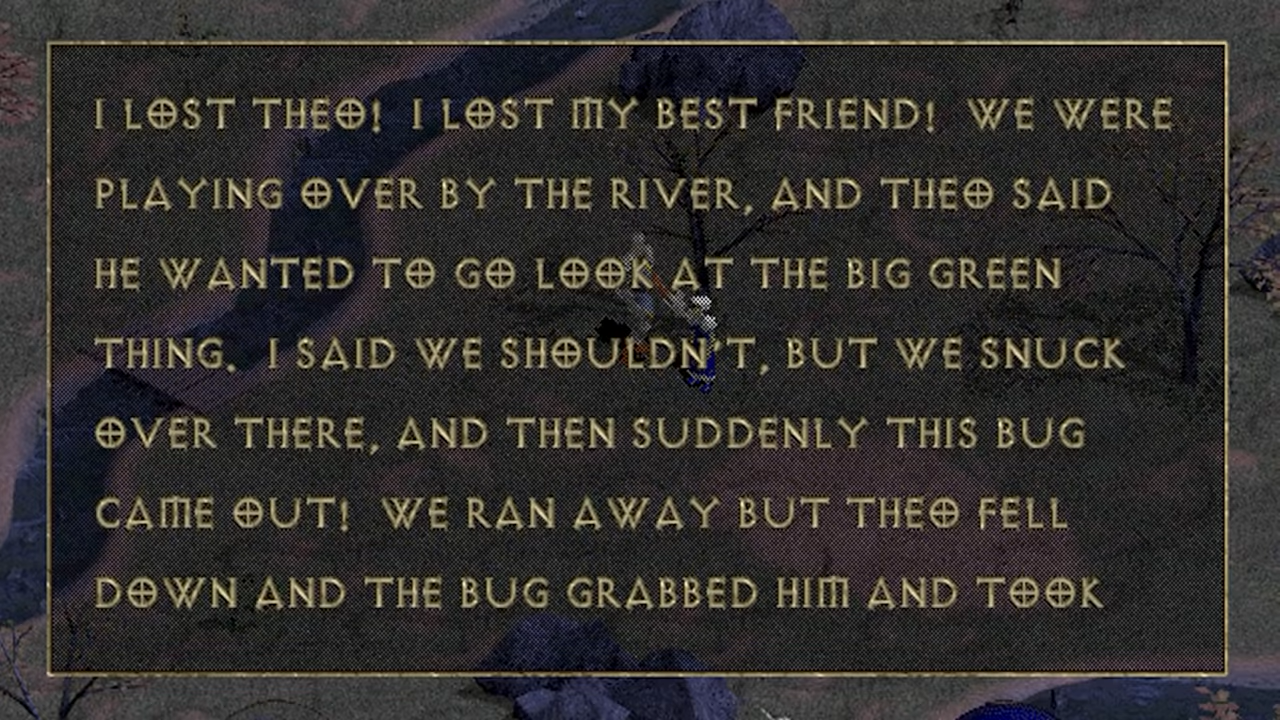 I LOST THEO!  I LOST MY BEST FRIEND!  WE WERE
PLAYING OVER BY THE RIVER, AND THEO SAID
HE WANTED TO GO LOOK AT THE BIG GREEN
THING.  I SAID WE SHOULDN'T, BUT WE SNUCK
OVER THERE, AND THEN SUDDENLY THIS BUG
CAME OUT!  WE RAN AWAY BUT THEO FELL
DOWN AND THE BUG GRABBED HIM AND TOOK